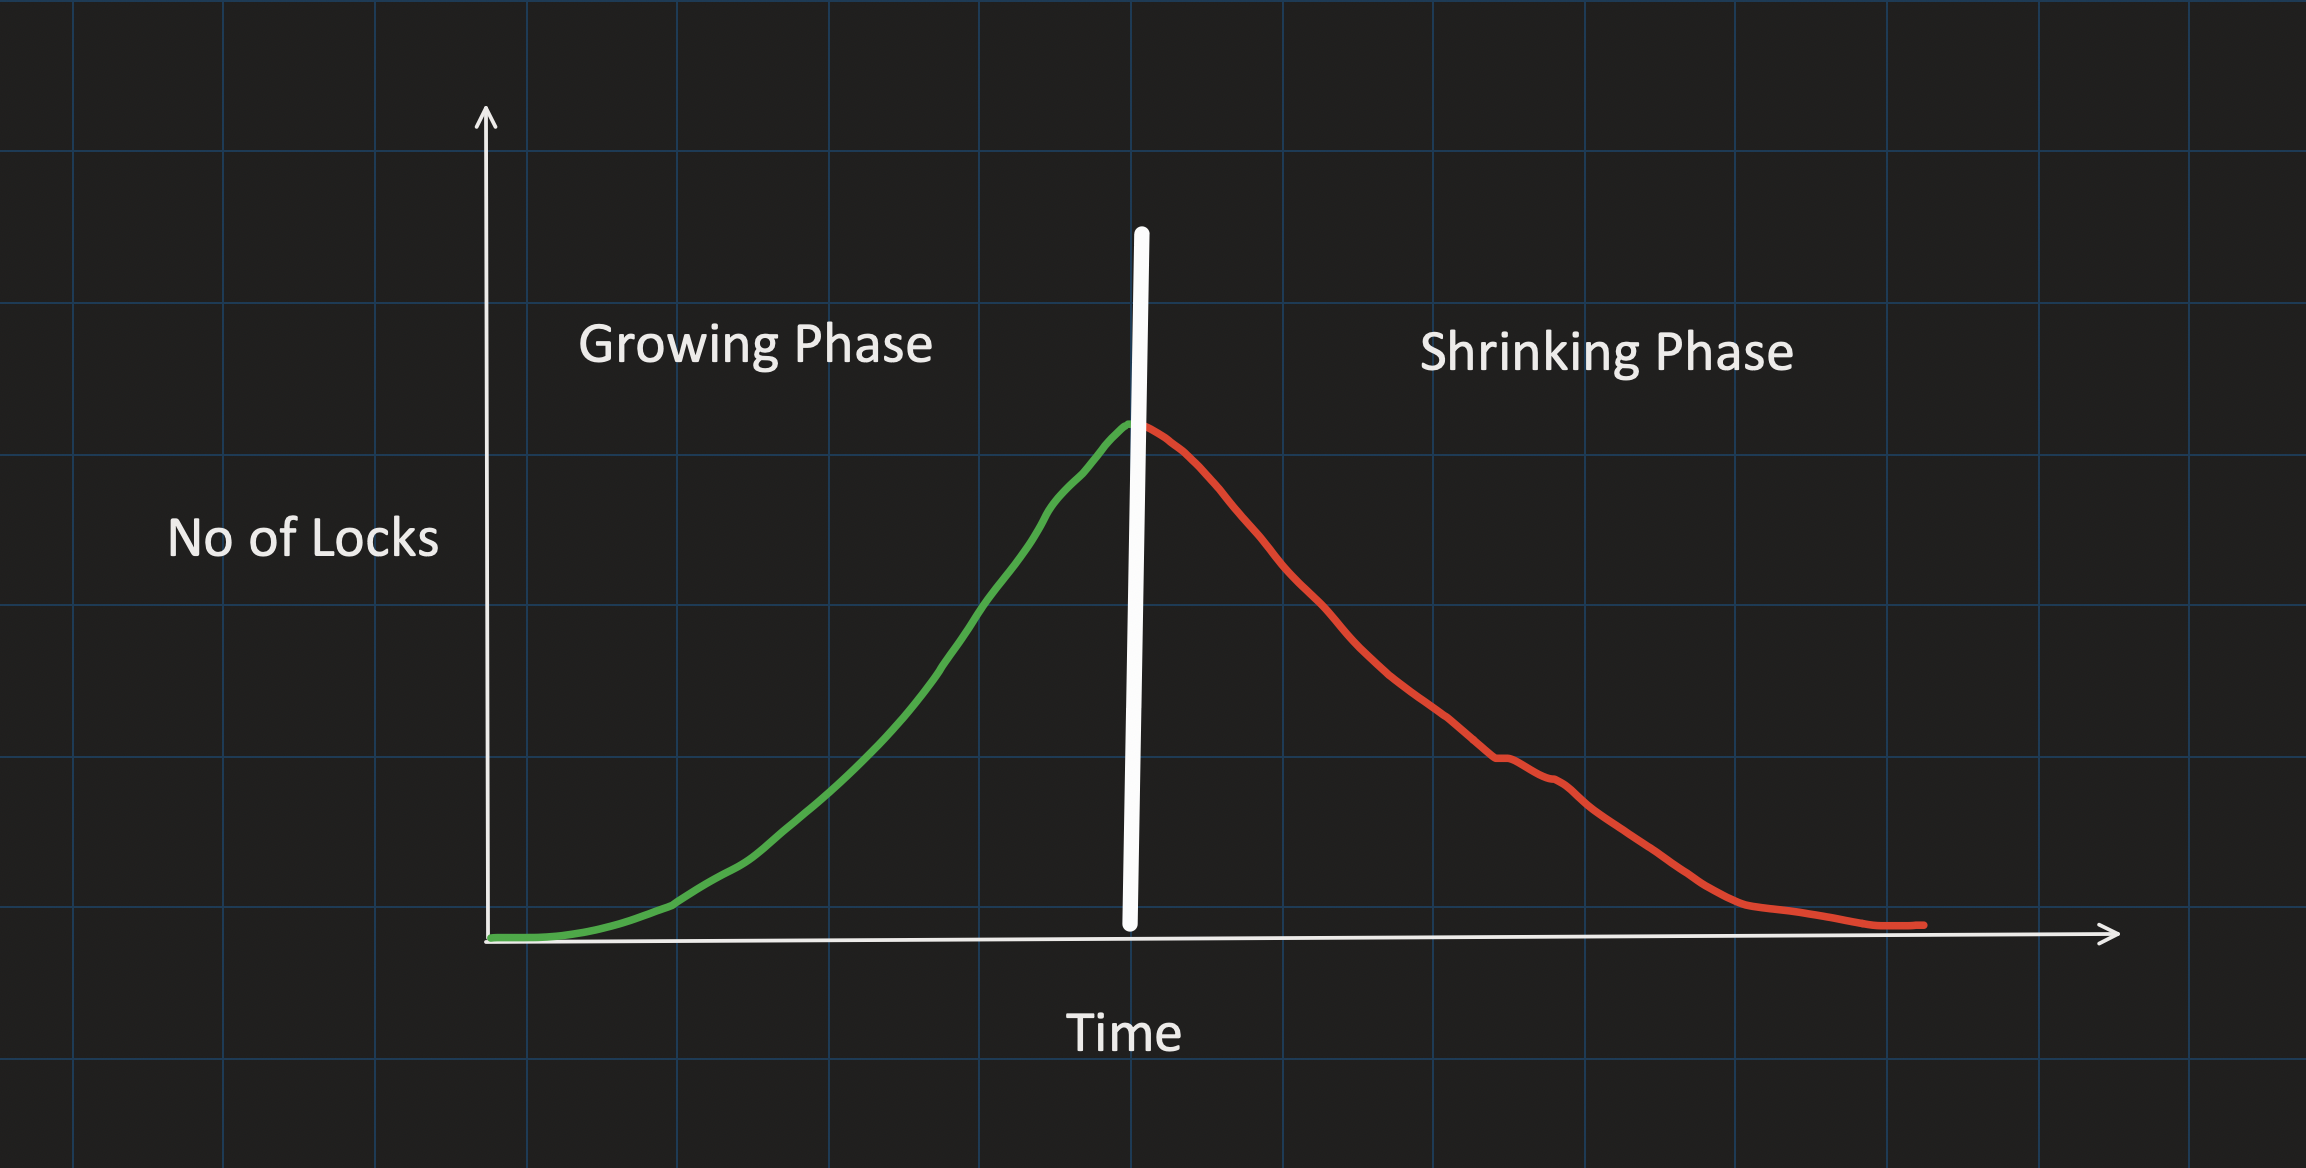 Growing Phase
Shrinking Phase
No of Locks
Time